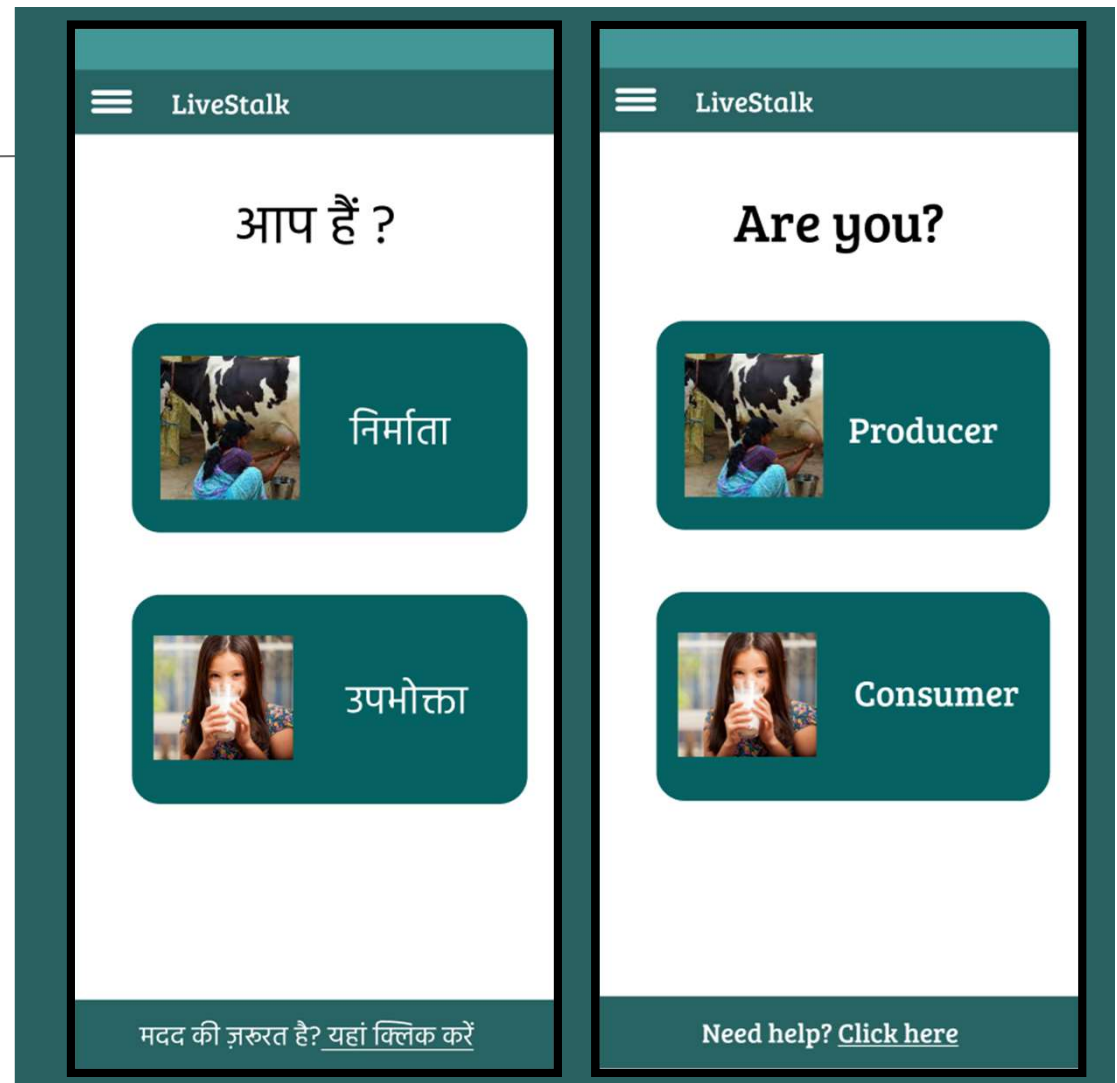 LiveStalk
आप हैं ?
निर्माता
उपभोक्ता
मदद की ज़रूरत है? यहां क्लिक करें
LiveStalk
Are you?
Producer
Consumer
Need help? Click here